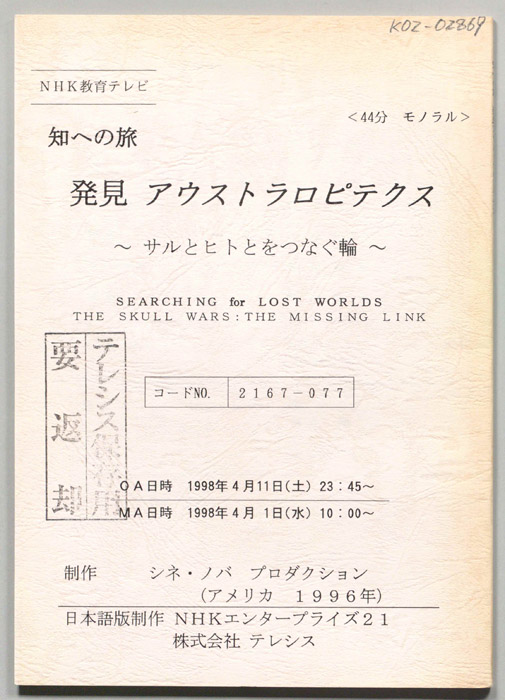 K02-02869
NHK教育テレビ
＜44分 モノラル＞
知への旅
発見 アウストラロピテクス
～ サルとヒトとをつなぐ輪 ～
SEARCHING for LOST WORLDS
THE SKULL WARS:THE MISSING LINK
コードNO. 2167-077
テレシス保存用
要返却
OA日時 1998年4月11日(土) 23:45～
MA日時 1998年4月 1日(水) 10:00～
制作 シネ・ノバ プロダクション
(アメリカ 1996年)
日本語版制作 NHKエンタープライズ21
株式会社 テレシス